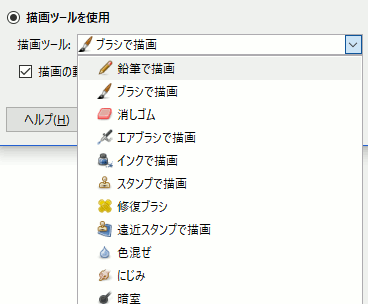 描画ツールを使用
描画ツール: ブラシで描画
描画の動
ヘルプ(H)
鉛筆で描画
ブラシで描画
消しゴム
エアブラシで描画
インクで描画
スタンプで描画
修復ブラシ
遠近スタンプで描画
色混ぜ
にじみ
暗室